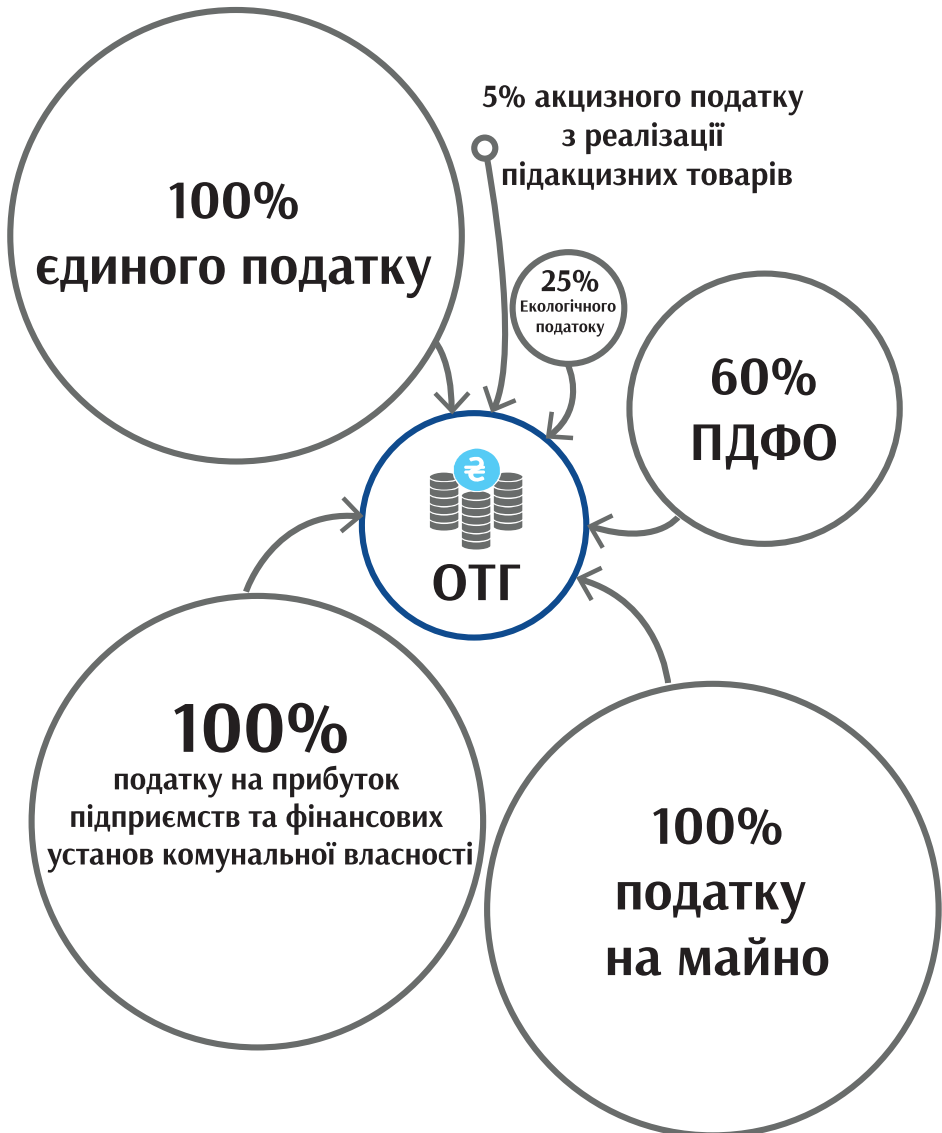 100%
єдиного податку
5% акцизного податку
з реалізації
підакцизних товарів
25%
Екологічного
податоку
60%
ПДФО
₴
ОТГ
100%
податку на прибуток
підприємств та фінансових
установ комунальної власності
100%
податку
на майно